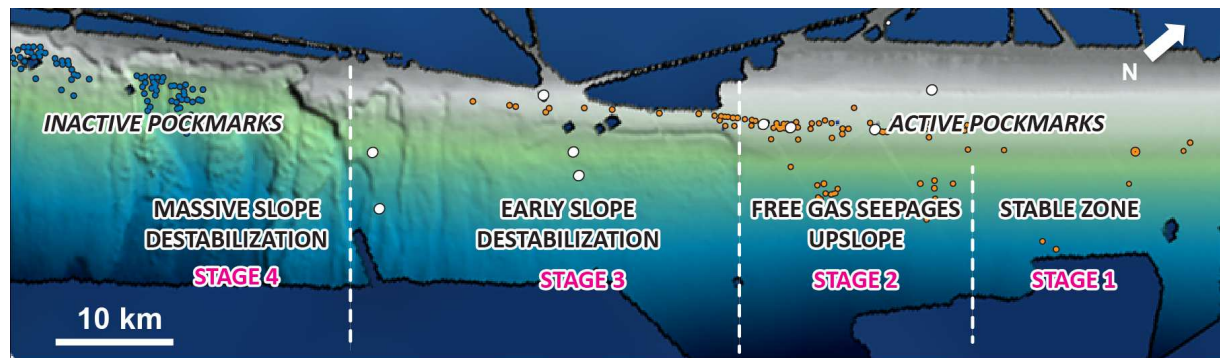 N
INACTIVE POCKMARKS
ACTIVE POCKMARKS
MASSIVE SLOPE
DESTABILIZATION
STAGE 4
EARLY SLOPE
DESTABILIZATION
STAGE 3
FREE GAS SEEPAGES
UPSLOPE
STAGE 2
STABLE ZONE
STAGE 1
10 km